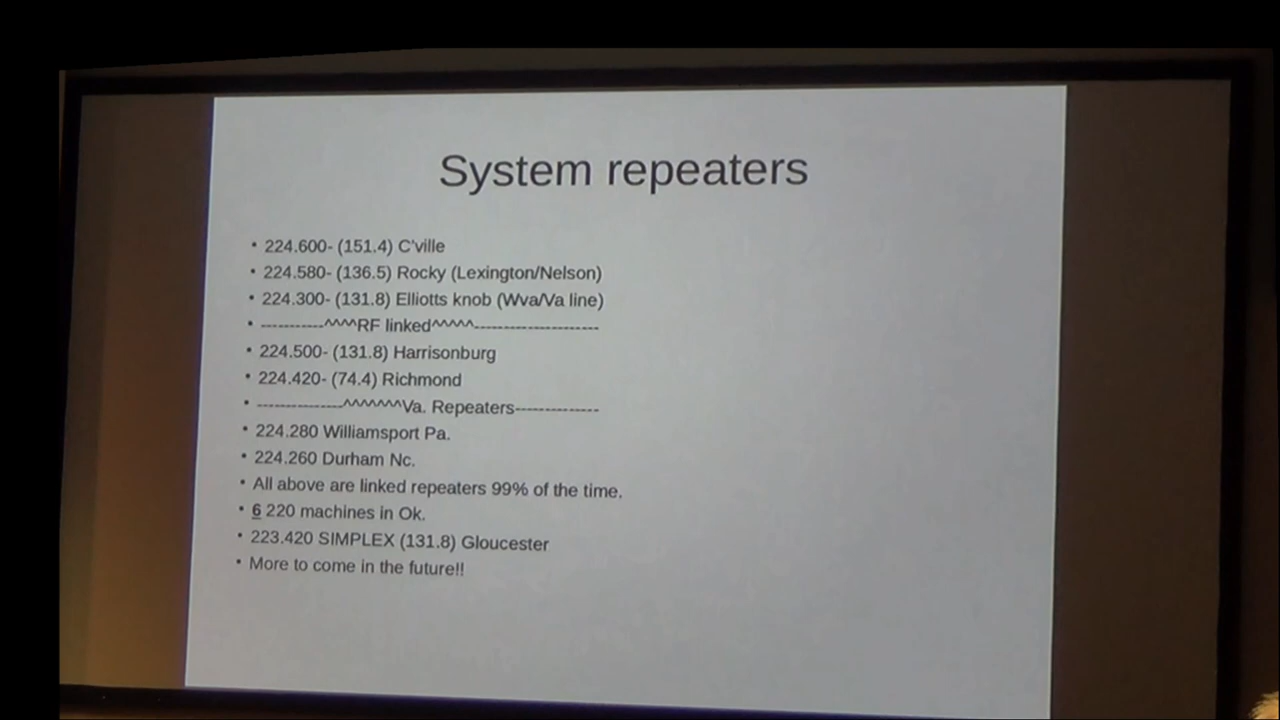 System repeaters
• 224.600- (151.4) C'ville
• 224.580- (136.5) Rocky (Lexington/Nelson)
• 224.300- (131.8) Elliotts knob (Wva/Va line)
• -----------^^^^RF linked^^^^^---------------------
• 224.500- (131.8) Harrisonburg
• 224.420- (74.4) Richmond
• ---------------^^^^^^^Va. Repeaters--------------
• 224.280 Williamsport Pa.
• 224.260 Durham Nc.
• All above are linked repeaters 99% of the time.
• 6 220 machines in Ok.
• 223.420 SIMPLEX (131.8) Gloucester
• More to come in the future!!